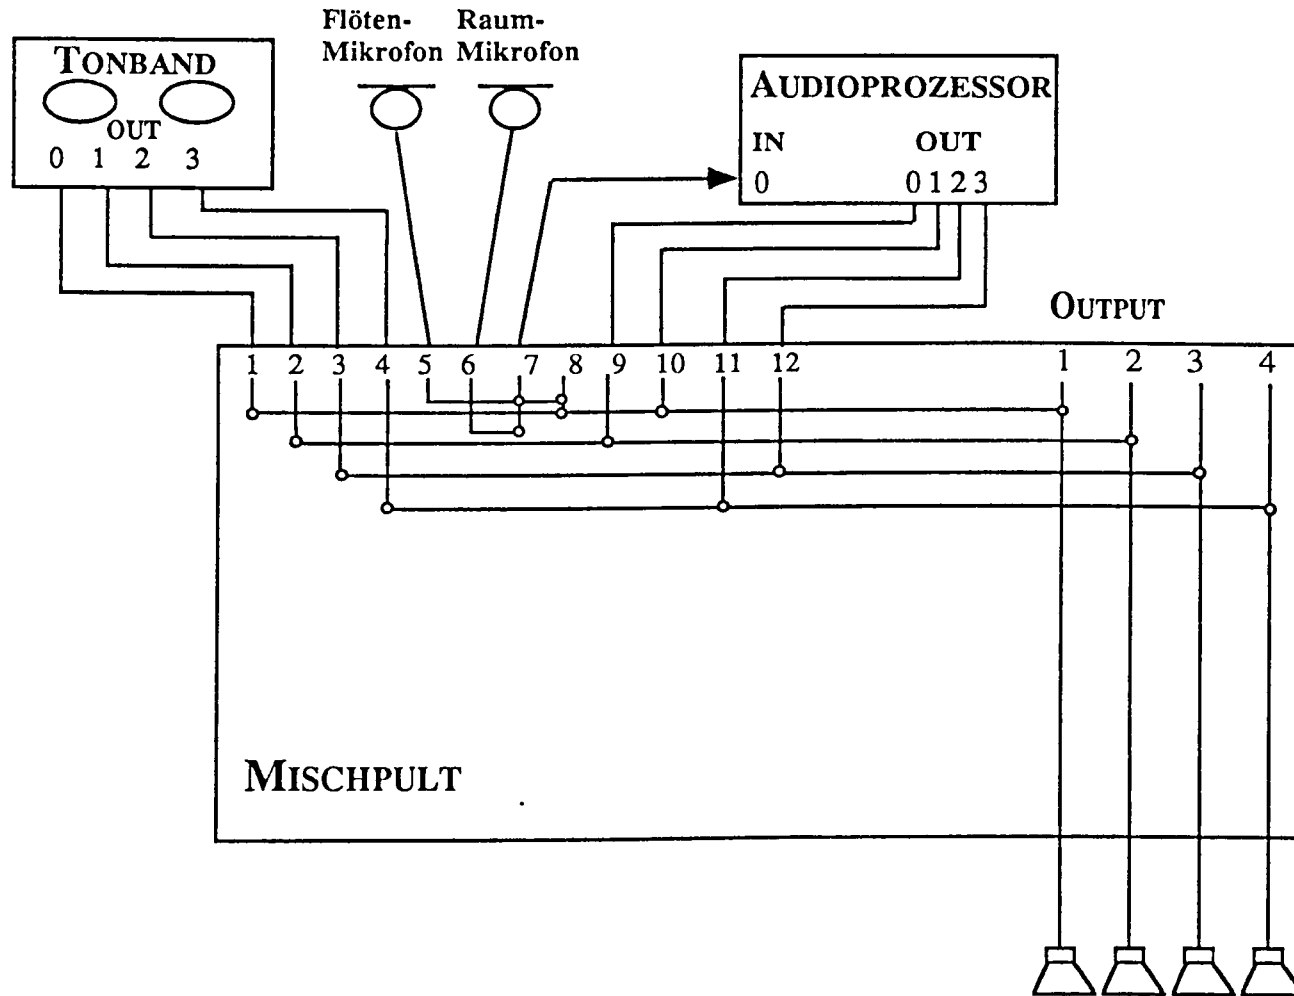 Flöten-
Mikrofon
Raum-
Mikrofon
TONBAND
OUT
0 1 2 3
AUDIOPROZESSOR
IN OUT
0 0 1 2 3
OUTPUT
1 2 3 4 5 6 7 8 9 10 11 12 1 2 3 4
MISCHPULT